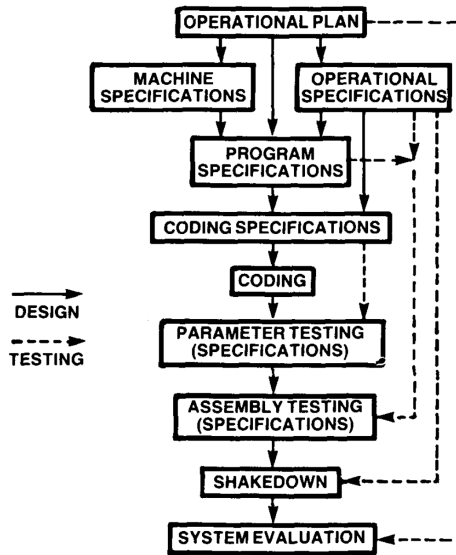 OPERATIONAL PLAN
MACHINE
SPECIFICATIONS
OPERATIONAL
SPECIFICATIONS
PROGRAM
SPECIFICATIONS
CODING SPECIFICATIONS
CODING
DESIGN
TESTING
PARAMETER TESTING
(SPECIFICATIONS)
ASSEMBLY TESTING
(SPECIFICATIONS)
SHAKEDOWN
SYSTEM EVALUATION